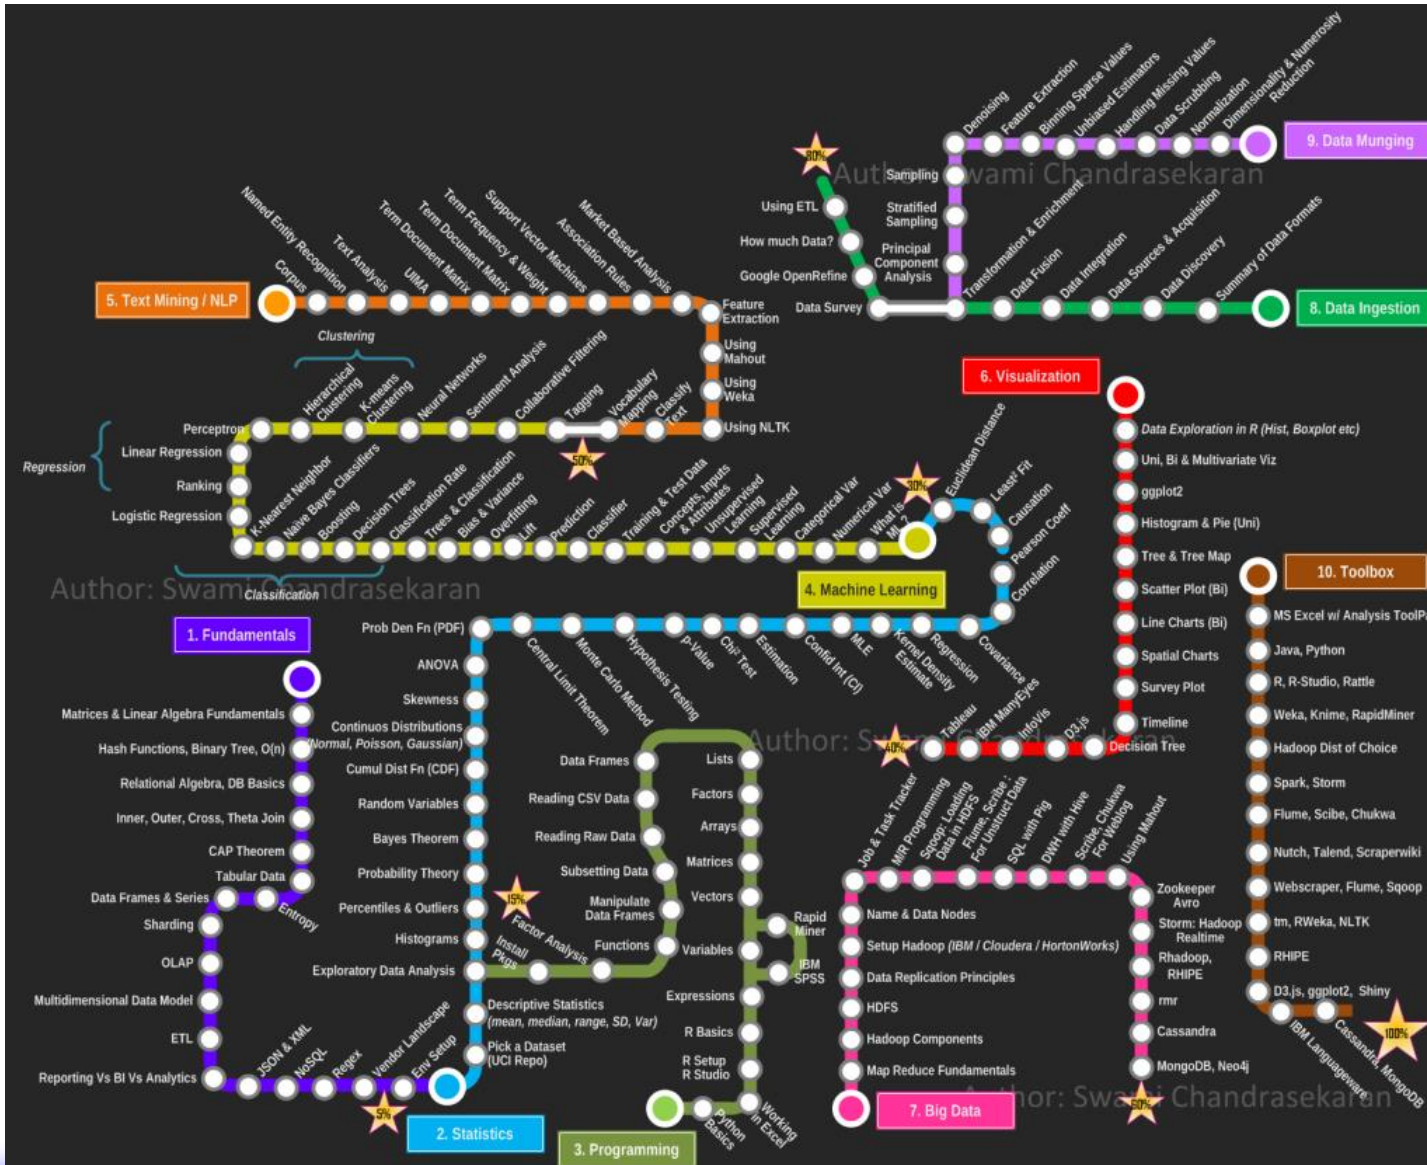 Dimensionality & Numerosity
Reduction
Normalization
Data Scrubbing
Handling Missing Values
Unbiased Estimators
Binning Sparse Values
Feature Extraction
Denoising
9. Data Munging
80%
Author: Swami Chandrasekaran
Sampling
Stratified
Sampling
Principal
Component
Analysis
Using ETL
How much Data?
Google OpenRefine
Data Survey
Transformation & Enrichment
Data Fusion
Data Integration
Data Sources & Acquisition
Data Discovery
Summary of Data Formats
8. Data Ingestion
5. Text Mining / NLP
Corpus
Named Entity Recognition
Text Analysis
UIMA
Term Document Matrix
Term Document Matrix
Term Frequency & Weight
Support Vector Machines
Association Rules
Market Based Analysis
Feature
Extraction
Using
Mahout
Using
Weka
Using NLTK
Classify
Text
Vocabulary
Mapping
50%
Tagging
Collaborative Filtering
Sentiment Analysis
Neural Networks
K-means
Clustering
Hierarchical
Clustering
Clustering
Perceptron
Regression
Linear Regression
Ranking
Logistic Regression
K-Nearest Neighbor
Naive Bayes Classifiers
Boosting
Decision Trees
Classification Rate
Trees & Classification
Bias & Variance
Overfitting
Lift
Prediction
Classifier
Training & Test Data
Concepts, Inputs
& Attributes
Unsupervised
Learning
Supervised
Learning
Categorical Var
Numerical Var
What is
ML?
30%
4. Machine Learning
Classification
Author: Swami Chandrasekaran
Euclidean Distance
Least² Fit
Causation
Pearson Coeff
Correlation
Covariance
Regression
Kernel Density
Estimate
MLE
Confid Int (CI)
Estimation
Chi² Test
p-Value
Hypothesis Testing
Monte Carlo Method
Central Limit Theorem
Prob Den Fn (PDF)
ANOVA
Skewness
Continuos Distributions
(Normal, Poisson, Gaussian)
Cumul Dist Fn (CDF)
Random Variables
Bayes Theorem
Probability Theory
Percentiles & Outliers
Histograms
Exploratory Data Analysis
Descriptive Statistics
(mean, median, range, SD, Var)
Pick a Dataset
(UCI Repo)
2. Statistics
1. Fundamentals
Matrices & Linear Algebra Fundamentals
Hash Functions, Binary Tree, O(n)
Relational Algebra, DB Basics
Inner, Outer, Cross, Theta Join
CAP Theorem
Tabular Data
Entropy
Data Frames & Series
Sharding
OLAP
Multidimensional Data Model
ETL
Reporting Vs BI Vs Analytics
JSON & XML
NoSQL
Regex
Vendor Landscape
Env Setup
5%
15%
Install
Pkgs
Factor Analysis
Functions
Manipulate
Data Frames
Subsetting Data
Reading Raw Data
Reading CSV Data
Data Frames
Lists
Factors
Arrays
Matrices
Vectors
Variables
Rapid
Miner
IBM
SPSS
Expressions
R Basics
R Setup
R Studio
Working
in Excel
Python
Basics
3. Programming
6. Visualization
Data Exploration in R (Hist, Boxplot etc)
Uni, Bi & Multivariate Viz
ggplot2
Histogram & Pie (Uni)
Tree & Tree Map
Scatter Plot (Bi)
Line Charts (Bi)
Spatial Charts
Survey Plot
Timeline
Decision Tree
D3.js
InfoVis
IBM ManyEyes
Tableau
40%
Author: Swami Chandrasekaran
Job & Task Tracker
M/R Programming
Sqoop: Loading
Data in HDFS
Flume, Scribe :
For Unstruct Data
SQL with Pig
DWH with Hive
Scribe, Chukwa
For Weblog
Using Mahout
Zookeeper
Avro
Storm: Hadoop
Realtime
Rhadoop,
RHIPE
rmr
Cassandra
MongoDB, Neo4j
60%
Name & Data Nodes
Setup Hadoop (IBM / Cloudera / HortonWorks)
Data Replication Principles
HDFS
Hadoop Components
Map Reduce Fundamentals
7. Big Data
Author: Swami Chandrasekaran
10. Toolbox
MS Excel w/ Analysis ToolPa
Java, Python
R, R-Studio, Rattle
Weka, Knime, RapidMiner
Hadoop Dist of Choice
Spark, Storm
Flume, Scibe, Chukwa
Nutch, Talend, Scraperwiki
Webscraper, Flume, Sqoop
tm, RWeka, NLTK
RHIPE
D3.js, ggplot2, Shiny
IBM Languageware
Cassandra, MongoDB
100%